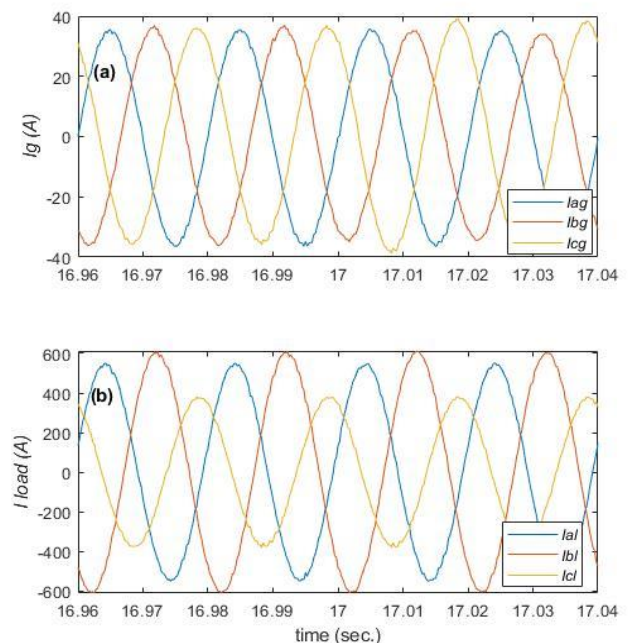 40
20
0
-20
-40
Ig (A)
(a)
Iag
Ibg
Icg
16.96 16.97 16.98 16.99 17 17.01 17.02 17.03 17.04
600
400
200
0
-200
-400
-600
I load (A)
(b)
Ial
Ibl
Icl
16.96 16.97 16.98 16.99 17 17.01 17.02 17.03 17.04
time (sec.)